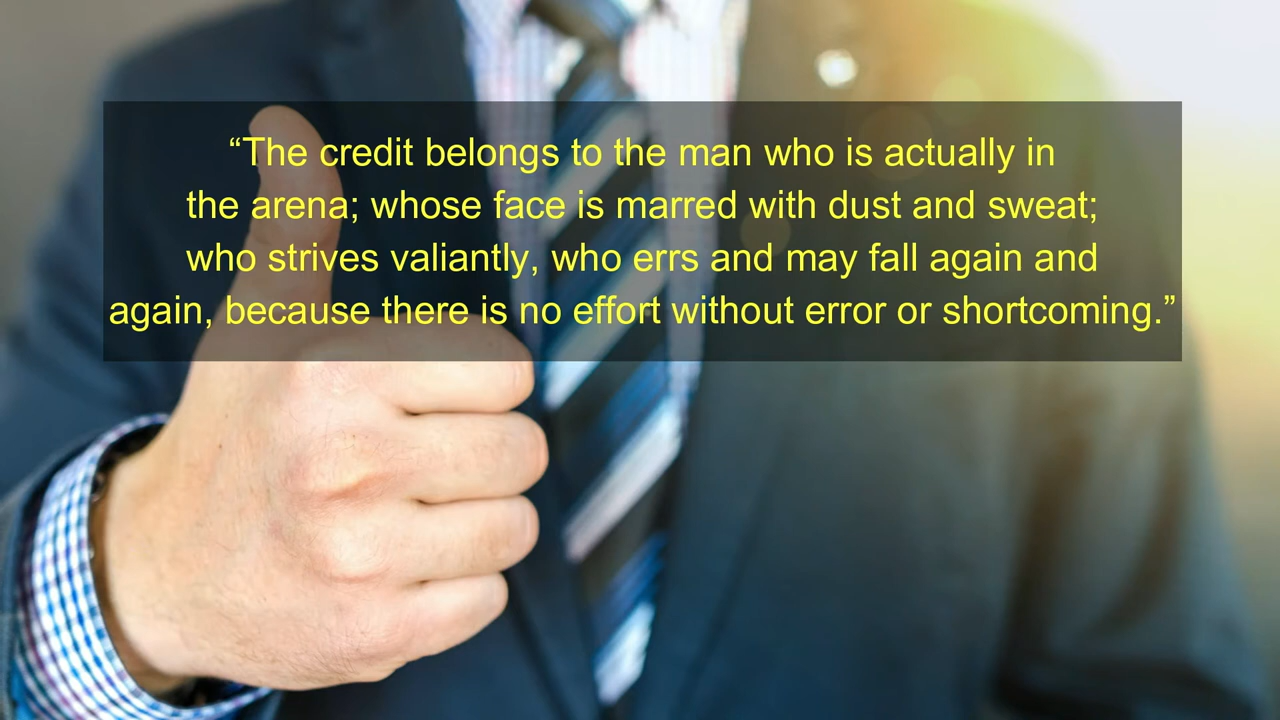 “The credit belongs to the man who is actually in
the arena; whose face is marred with dust and sweat;
who strives valiantly, who errs and may fall again and
again, because there is no effort without error or shortcoming.”